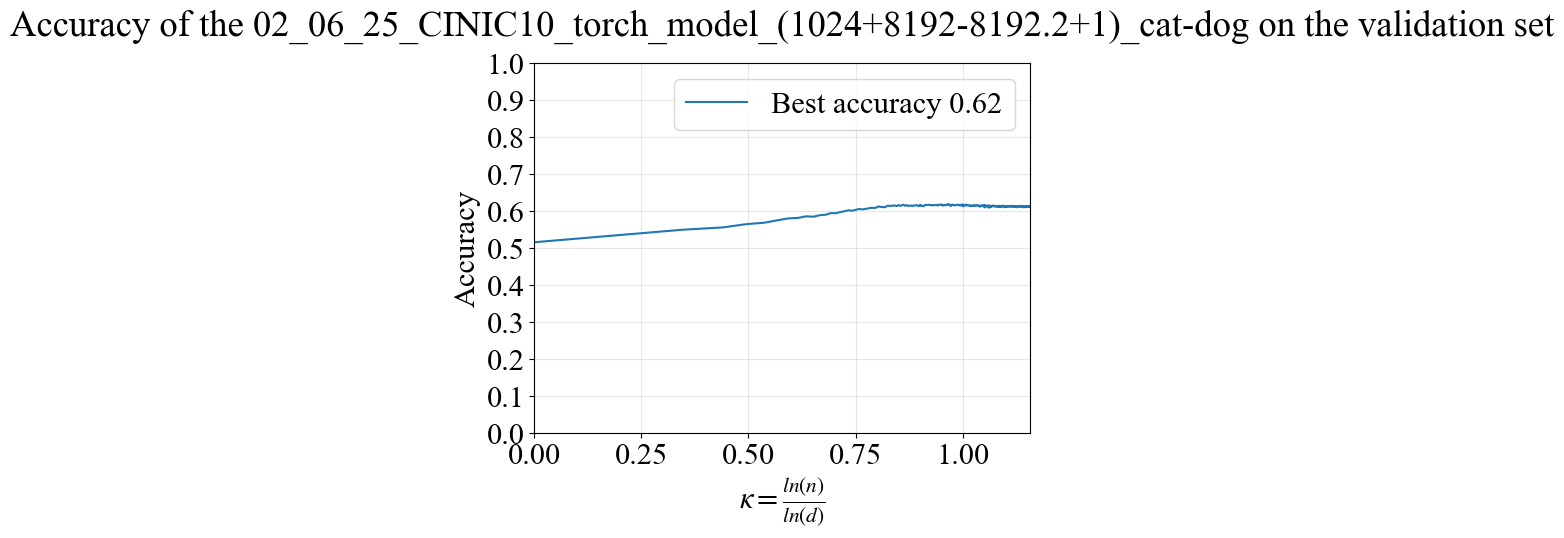 Accuracy of the 02_06_25_CINIC10_torch_model_(1024+8192-8192.2+1)_cat-dog on the validation set
1.0
0.9
0.8
0.7
0.6
0.5
0.4
0.3
0.2
0.1
0.0
Accuracy
Best accuracy 0.62
0.00 0.25 0.50 0.75 1.00
κ = ln(n) / ln(d)